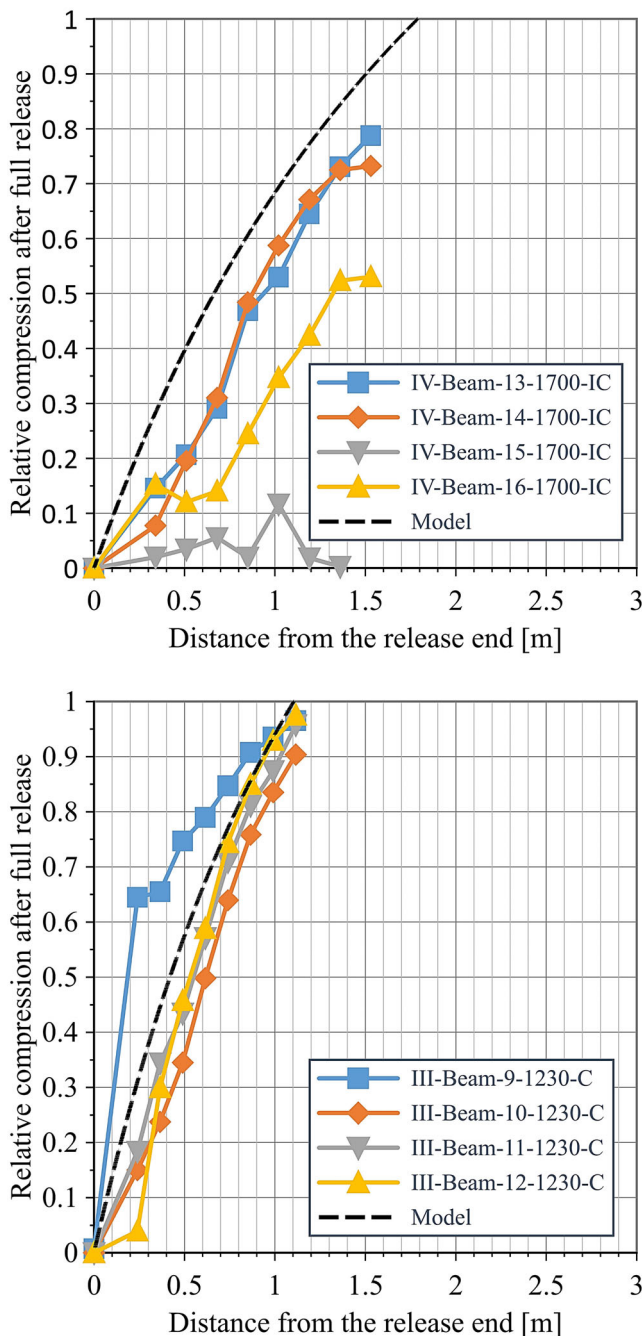 Relative compression after full release
1
0.9
0.8
0.7
0.6
0.5
0.4
0.3
0.2
0.1
0
IV-Beam-13-1700-IC
IV-Beam-14-1700-IC
IV-Beam-15-1700-IC
IV-Beam-16-1700-IC
Model
0 0.5 1 1.5 2 2.5 3
Distance from the release end [m]
Relative compression after full release
1
0.9
0.8
0.7
0.6
0.5
0.4
0.3
0.2
0.1
0
III-Beam-9-1230-C
III-Beam-10-1230-C
III-Beam-11-1230-C
III-Beam-12-1230-C
Model
0 0.5 1 1.5 2 2.5 3
Distance from the release end [m]